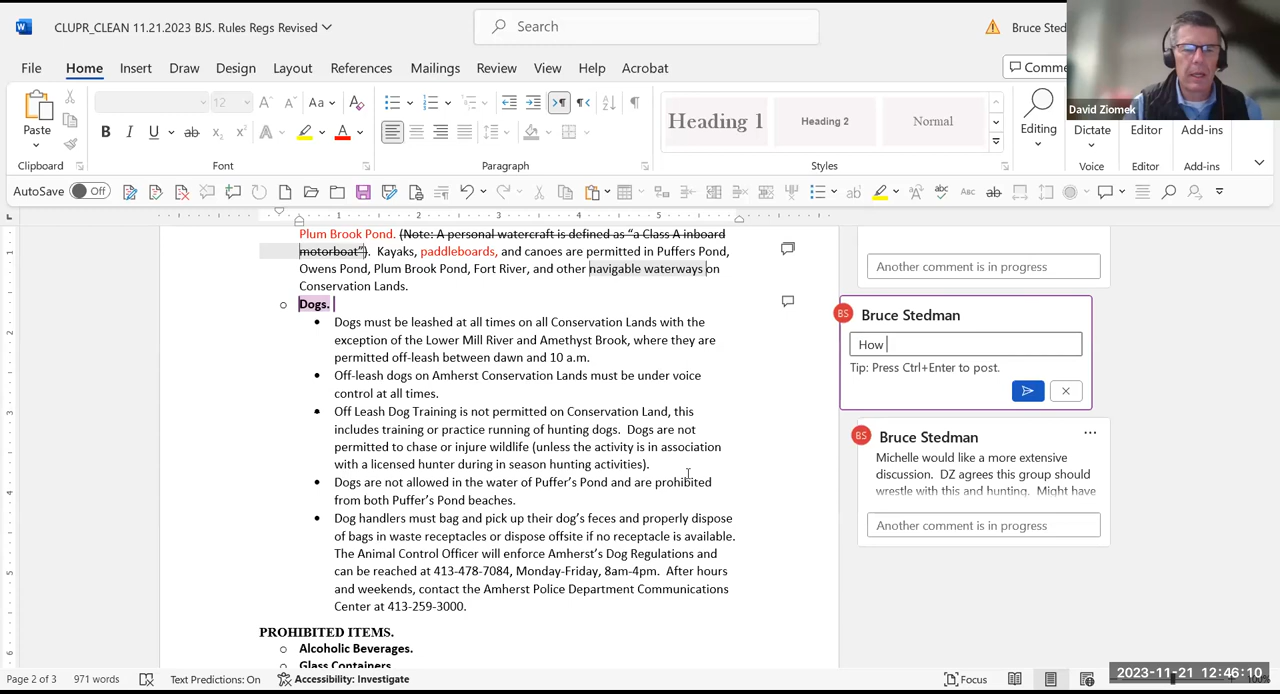 CLUPR_CLEAN 11.21.2023 BJS. Rules Regs Revised
Search
Bruce Sted
File Home Insert Draw Design Layout References Mailings Review View Help Acrobat
Comme
David Ziomek
Paste
12
Aa
B I U ab x x
A A
Heading 1
Heading 2
Normal
Editing
Dictate
Editor
Add-ins
Clipboard
Font
Paragraph
Styles
Voice
Editor
Add-ins
AutoSave Off
1 2 3 4 5
Plum Brook Pond. (Note: A personal watercraft is defined as “a Class A inboard
motorboat”). Kayaks, paddleboards, and canoes are permitted in Puffers Pond,
Owens Pond, Plum Brook Pond, Fort River, and other navigable waterways on
Conservation Lands.
Dogs.
• Dogs must be leashed at all times on all Conservation Lands with the
exception of the Lower Mill River and Amethyst Brook, where they are
permitted off-leash between dawn and 10 a.m.
• Off-leash dogs on Amherst Conservation Lands must be under voice
control at all times.
• Off Leash Dog Training is not permitted on Conservation Land, this
includes training or practice running of hunting dogs. Dogs are not
permitted to chase or injure wildlife (unless the activity is in association
with a licensed hunter during in season hunting activities).
• Dogs are not allowed in the water of Puffer’s Pond and are prohibited
from both Puffer’s Pond beaches.
• Dog handlers must bag and pick up their dog’s feces and properly dispose
of bags in waste receptacles or dispose offsite if no receptacle is available.
The Animal Control Officer will enforce Amherst’s Dog Regulations and
can be reached at 413-478-7084, Monday-Friday, 8am-4pm. After hours
and weekends, contact the Amherst Police Department Communications
Center at 413-259-3000.
PROHIBITED ITEMS.
Alcoholic Beverages.
Glass Containers
Another comment is in progress
BS Bruce Stedman
How
Tip: Press Ctrl+Enter to post.
BS Bruce Stedman
Michelle would like a more extensive
discussion. DZ agrees this group should
wrestle with this and hunting. Might have
Another comment is in progress
Page 2 of 3
971 words
Text Predictions: On
Accessibility: Investigate
Focus
2023-11-21 12:46:10